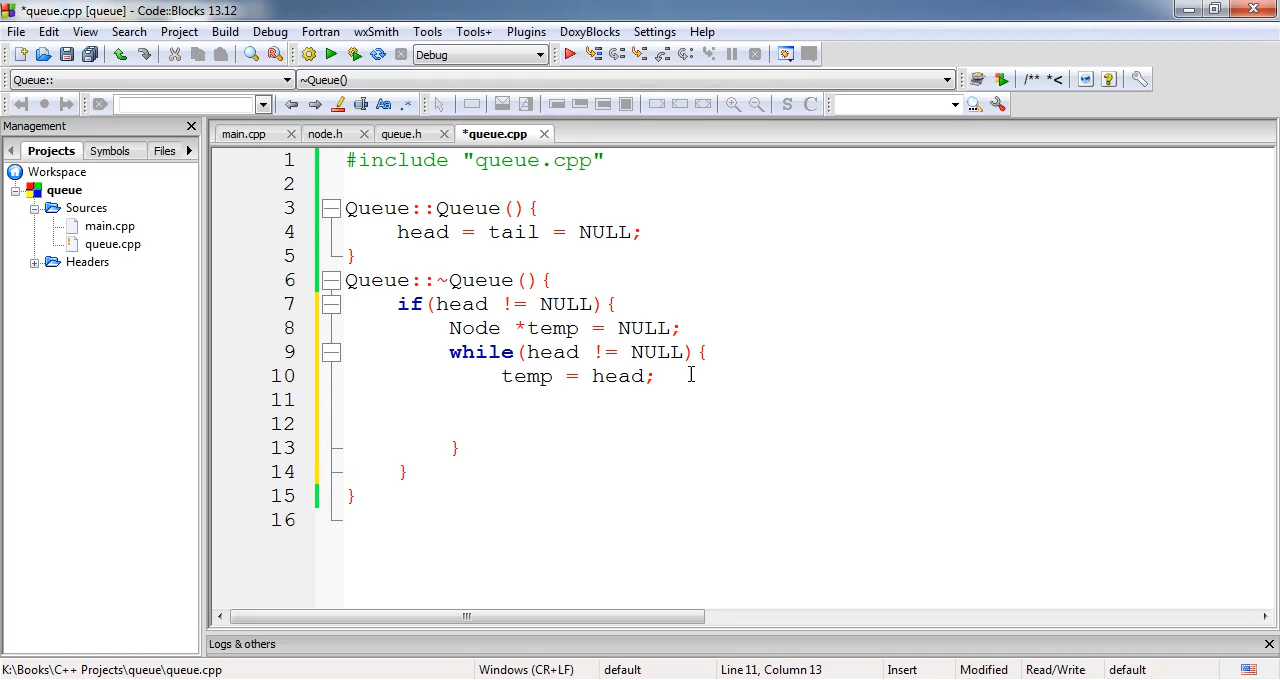 *queue.cpp [queue] - Code::Blocks 13.12
File Edit View Search Project Build Debug Fortran wxSmith Tools Tools+ Plugins DoxyBlocks Settings Help
Debug
Queue:: ~Queue()
/** *<
S C
Management
Projects Symbols Files
main.cpp node.h queue.h *queue.cpp
Workspace
queue
Sources
main.cpp
queue.cpp
Headers
1 #include "queue.cpp"
2
3 Queue::Queue(){
4 head = tail = NULL;
5 }
6 Queue::~Queue(){
7 if(head != NULL){
8 Node *temp = NULL;
9 while(head != NULL){
10 temp = head;
11
12
13 }
14 }
15 }
16
Logs & others
K:\Books\C++ Projects\queue\queue.cpp Windows (CR+LF) default Line 11, Column 13 Insert Modified Read/Write default